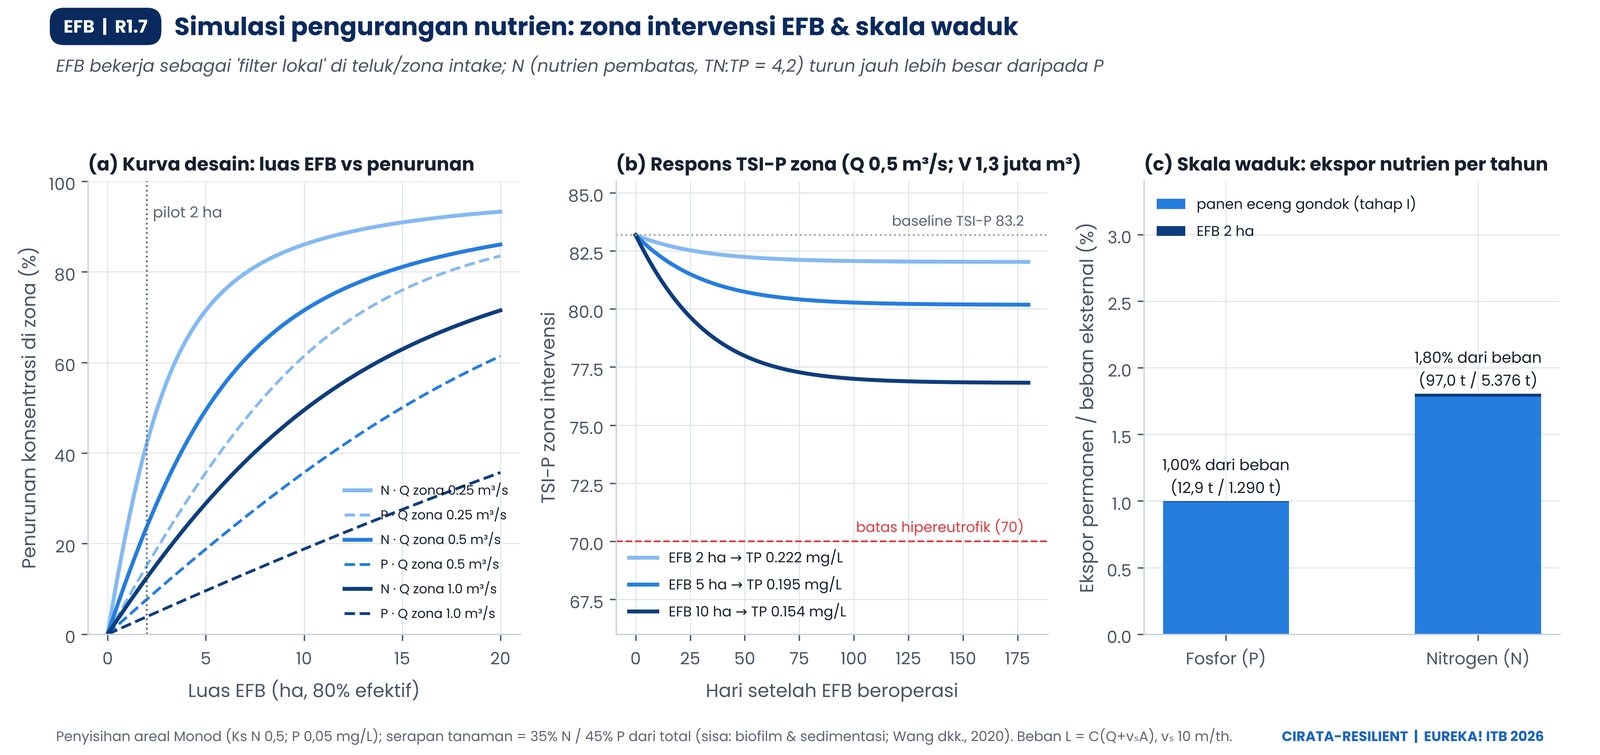 EFB | R1.7
Simulasi pengurangan nutrien: zona intervensi EFB & skala waduk
EFB bekerja sebagai 'filter lokal' di teluk/zona intake; N (nutrien pembatas, TN:TP = 4,2) turun jauh lebih besar daripada P
(a) Kurva desain: luas EFB vs penurunan
Penurunan konsentrasi di zona (%)
100
80
60
40
20
0
pilot 2 ha
N · Q zona 0.25 m³/s
P · Q zona 0.25 m³/s
N · Q zona 0.5 m³/s
P · Q zona 0.5 m³/s
N · Q zona 1.0 m³/s
P · Q zona 1.0 m³/s
0 5 10 15 20
Luas EFB (ha, 80% efektif)
(b) Respons TSI-P zona (Q 0,5 m³/s; V 1,3 juta m³)
TSI-P zona intervensi
85.0
82.5
80.0
77.5
75.0
72.5
70.0
67.5
baseline TSI-P 83.2
batas hipereutrofik (70)
EFB 2 ha → TP 0.222 mg/L
EFB 5 ha → TP 0.195 mg/L
EFB 10 ha → TP 0.154 mg/L
0 25 50 75 100 125 150 175
Hari setelah EFB beroperasi
(c) Skala waduk: ekspor nutrien per tahun
Ekspor permanen / beban eksternal (%)
3.0
2.5
2.0
1.5
1.0
0.5
0.0
panen eceng gondok (tahap I)
EFB 2 ha
1,00% dari beban
(12,9 t / 1.290 t)
1,80% dari beban
(97,0 t / 5.376 t)
Fosfor (P)
Nitrogen (N)
Penyisihan areal Monod (Ks N 0,5; P 0,05 mg/L); serapan tanaman = 35% N / 45% P dari total (sisa: biofilm & sedimentasi; Wang dkk., 2020). Beban L = C(Q+vₛA), vₛ 10 m/th.
CIRATA-RESILIENT | EUREKA! ITB 2026